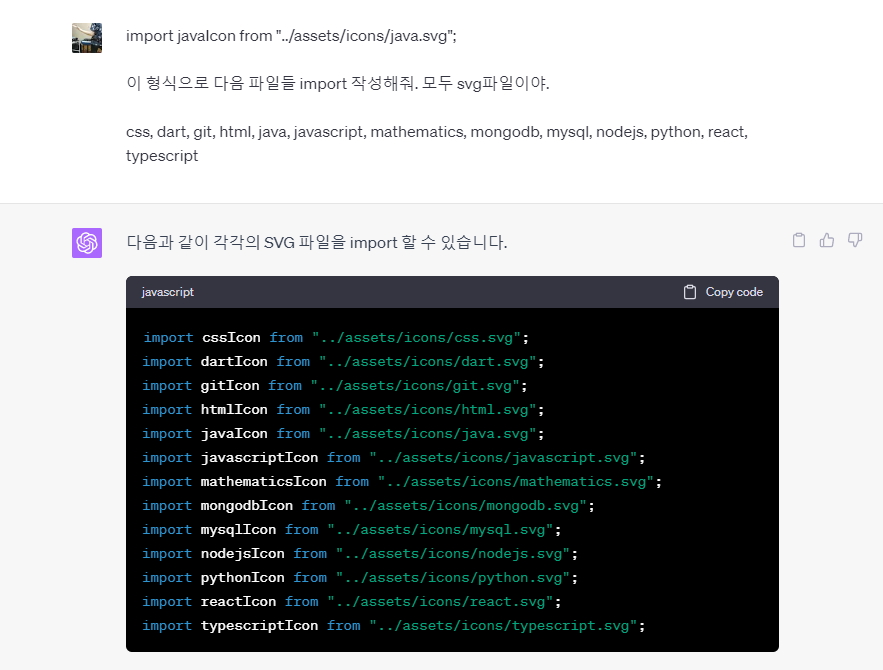 import javaIcon from "../assets/icons/java.svg";
이 형식으로 다음 파일들 import 작성해줘. 모두 svg파일이야.
css, dart, git, html, java, javascript, mathematics, mongodb, mysql, nodejs, python, react,
typescript
다음과 같이 각각의 SVG 파일을 import 할 수 있습니다.
javascript Copy code
import cssIcon from "../assets/icons/css.svg";
import dartIcon from "../assets/icons/dart.svg";
import gitIcon from "../assets/icons/git.svg";
import htmlIcon from "../assets/icons/html.svg";
import javaIcon from "../assets/icons/java.svg";
import javascriptIcon from "../assets/icons/javascript.svg";
import mathematicsIcon from "../assets/icons/mathematics.svg";
import mongodbIcon from "../assets/icons/mongodb.svg";
import mysqlIcon from "../assets/icons/mysql.svg";
import nodejsIcon from "../assets/icons/nodejs.svg";
import pythonIcon from "../assets/icons/python.svg";
import reactIcon from "../assets/icons/react.svg";
import typescriptIcon from "../assets/icons/typescript.svg";